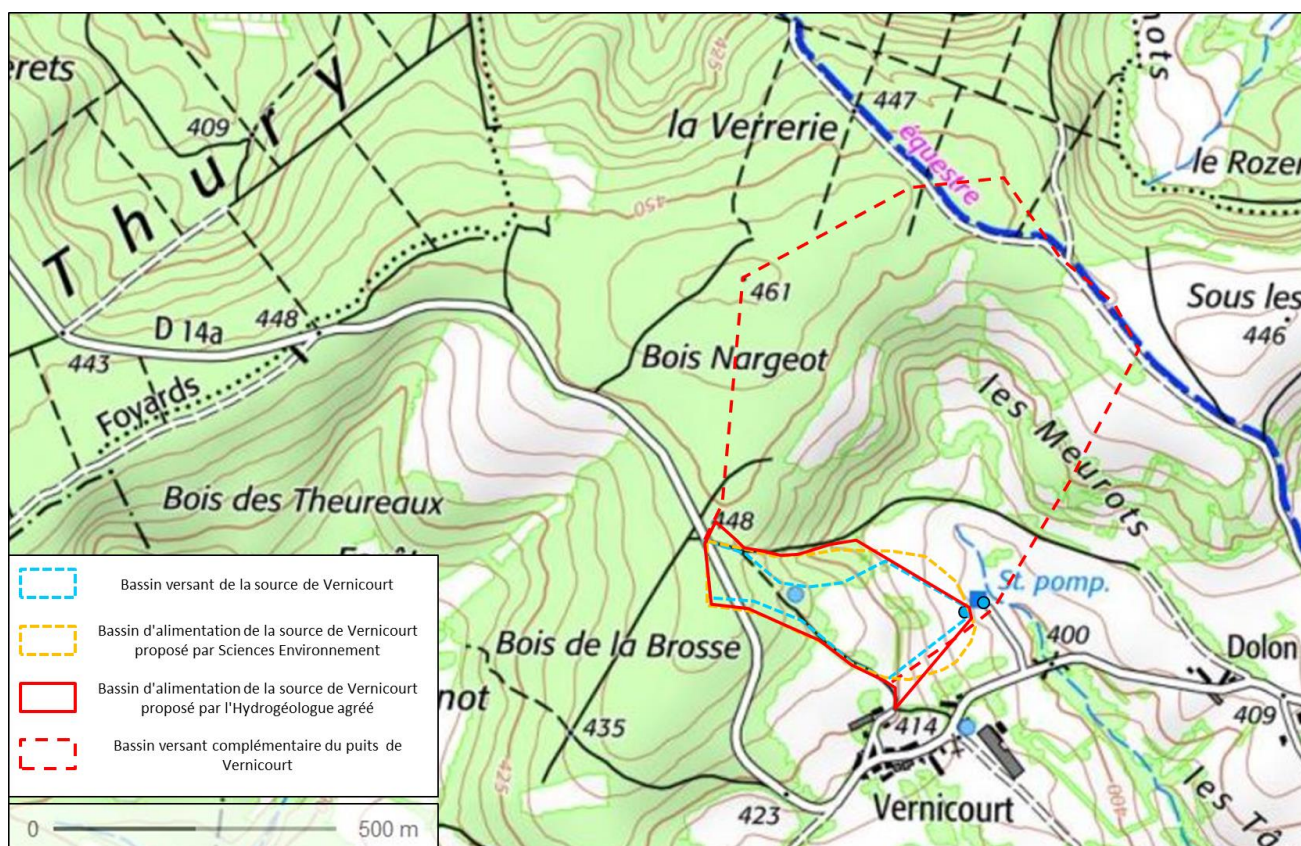 erets
409
T h u r y
425
447
la Verrerie
équestre
nots
le Rozer
450
461
Sous les
446
D 14a
448
443
Foyards
Bois Nargeot
les Meurots
Bois des Theureaux
448
St. pomp.
Bois de la Brosse
400
Dolon
not
435
414
409
425
423
Vernicourt
400
les Tâ
Bassin versant de la source de Vernicourt
Bassin d'alimentation de la source de Vernicourt
proposé par Sciences Environnement
Bassin d'alimentation de la source de Vernicourt
proposé par l'Hydrogéologue agréé
Bassin versant complémentaire du puits de
Vernicourt
0 500 m